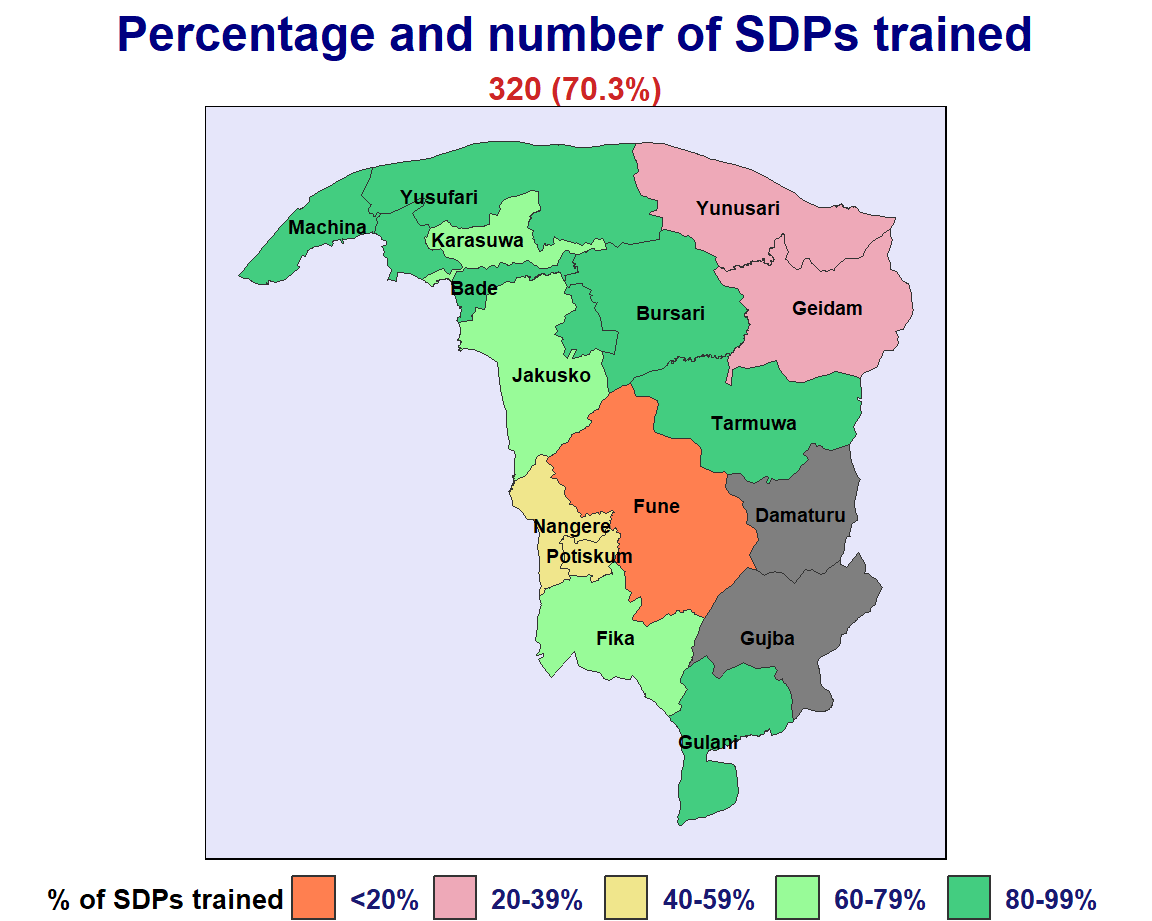 Percentage and number of SDPs trained
320 (70.3%)
Yusufari
Yunusari
Machina
Karasuwa
Bade
Geidam
Bursari
Jakusko
Tarmuwa
Fune
Damaturu
Nangere
Potiskum
Fika
Gujba
Gulani
% of SDPs trained <20% 20-39% 40-59% 60-79% 80-99%